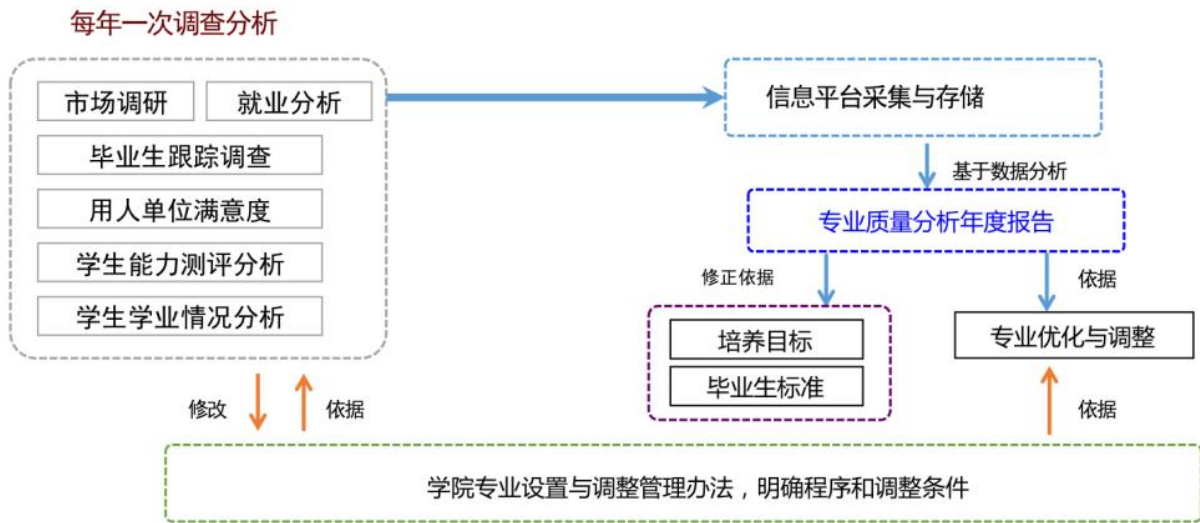 每年一次调查分析
市场调研
就业分析
毕业生跟踪调查
用人单位满意度
学生能力测评分析
学生学业情况分析
信息平台采集与存储
基于数据分析
专业质量分析年度报告
修正依据
依据
培养目标
毕业生标准
专业优化与调整
修改
依据
依据
学院专业设置与调整管理办法，明确程序和调整条件